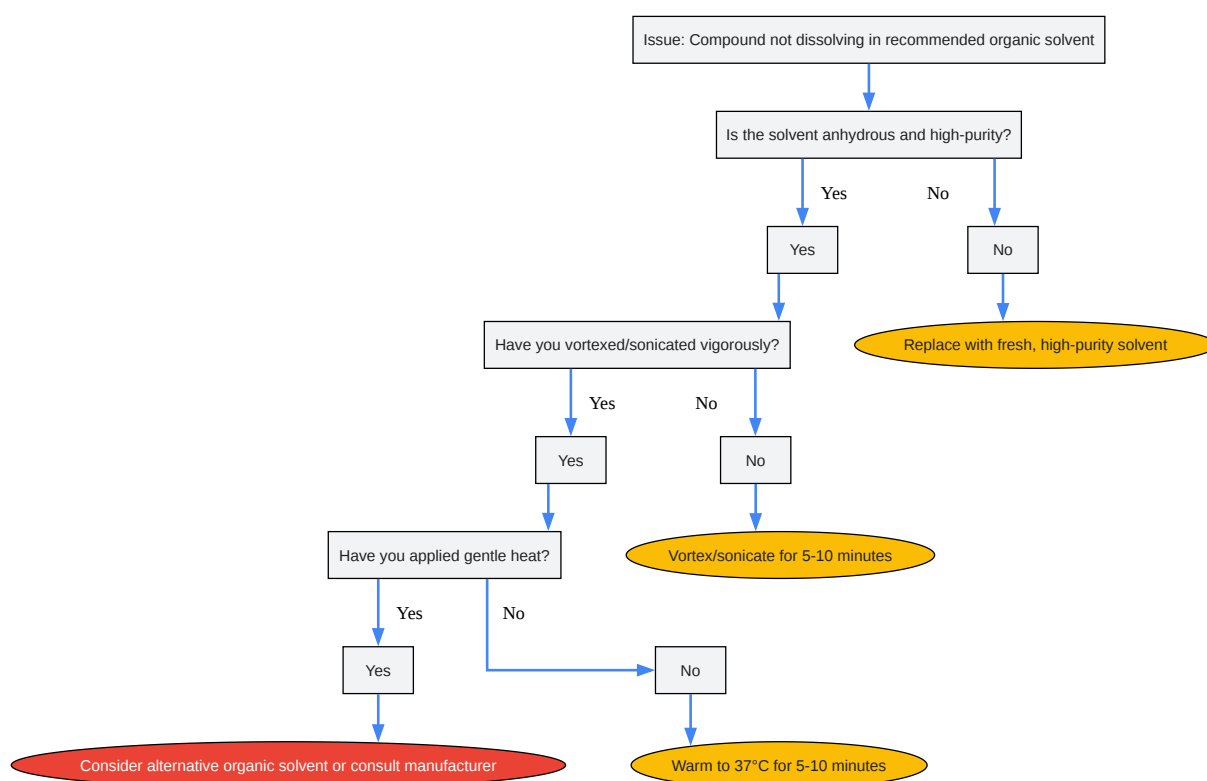 Issue: Compound not dissolving in recommended organic solvent
Is the solvent anhydrous and high-purity?
Yes
No
Yes
No
Have you vortexed/sonicated vigorously?
Replace with fresh, high-purity solvent
Yes
No
Yes
No
Have you applied gentle heat?
Vortex/sonicate for 5-10 minutes
Yes
No
Yes
No
Consider alternative organic solvent or consult manufacturer
Warm to 37°C for 5-10 minutes